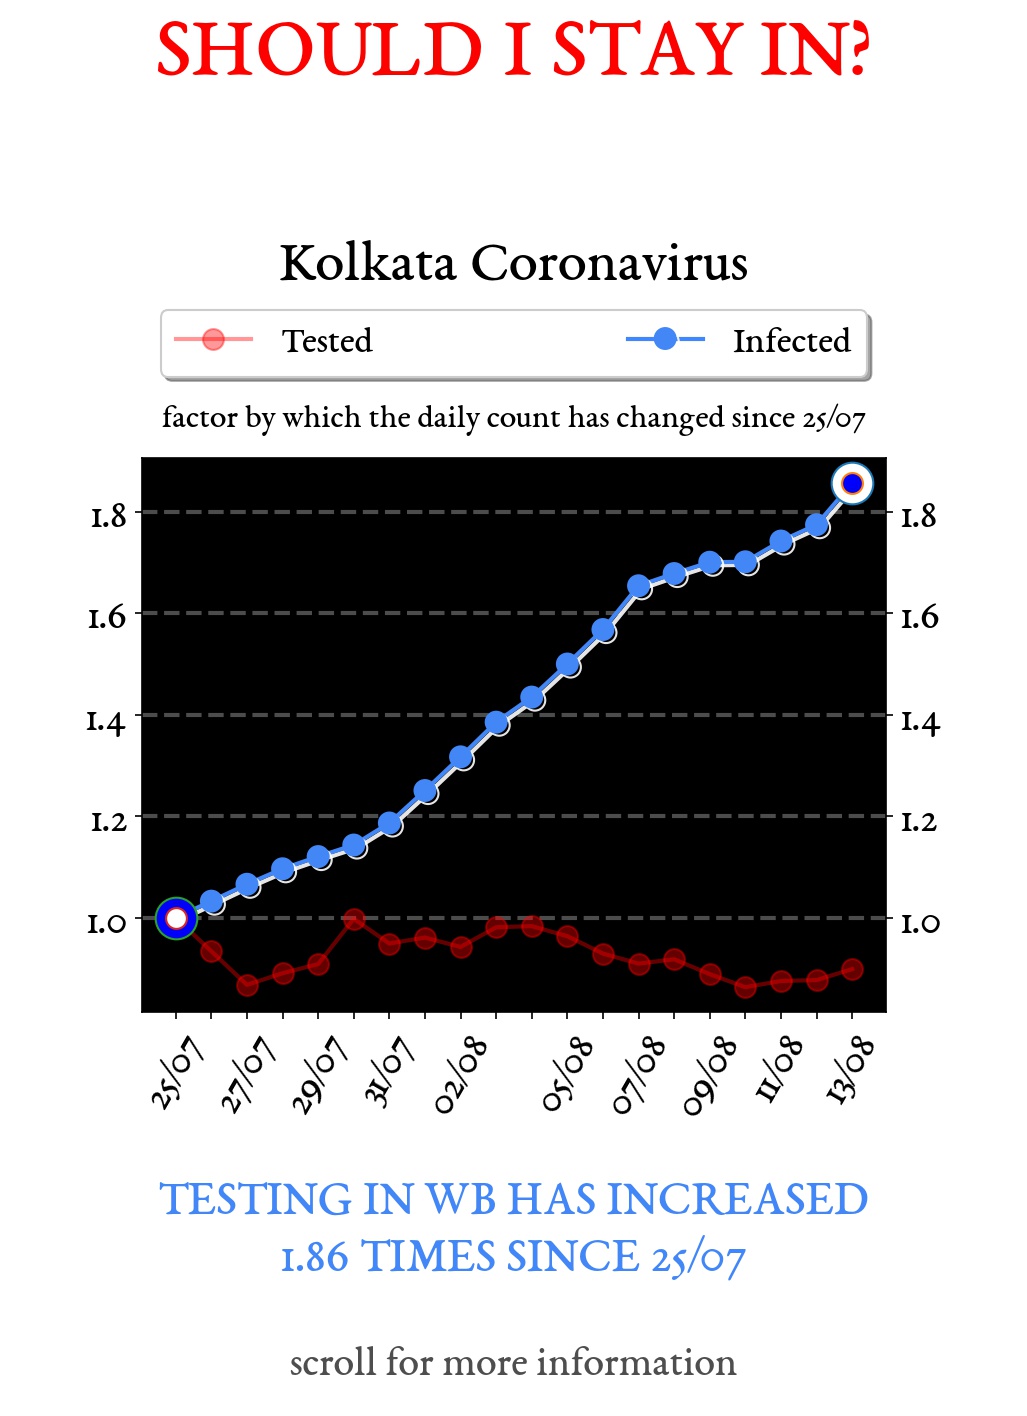 SHOULD I STAY IN?
Kolkata Coronavirus
Tested Infected
factor by which the daily count has changed since 25/07
1.8 1.8
1.6 1.6
1.4 1.4
1.2 1.2
1.0 1.0
25/07 27/07 29/07 31/07 02/08 05/08 07/08 09/08 11/08 13/08
TESTING IN WB HAS INCREASED
1.86 TIMES SINCE 25/07
scroll for more information